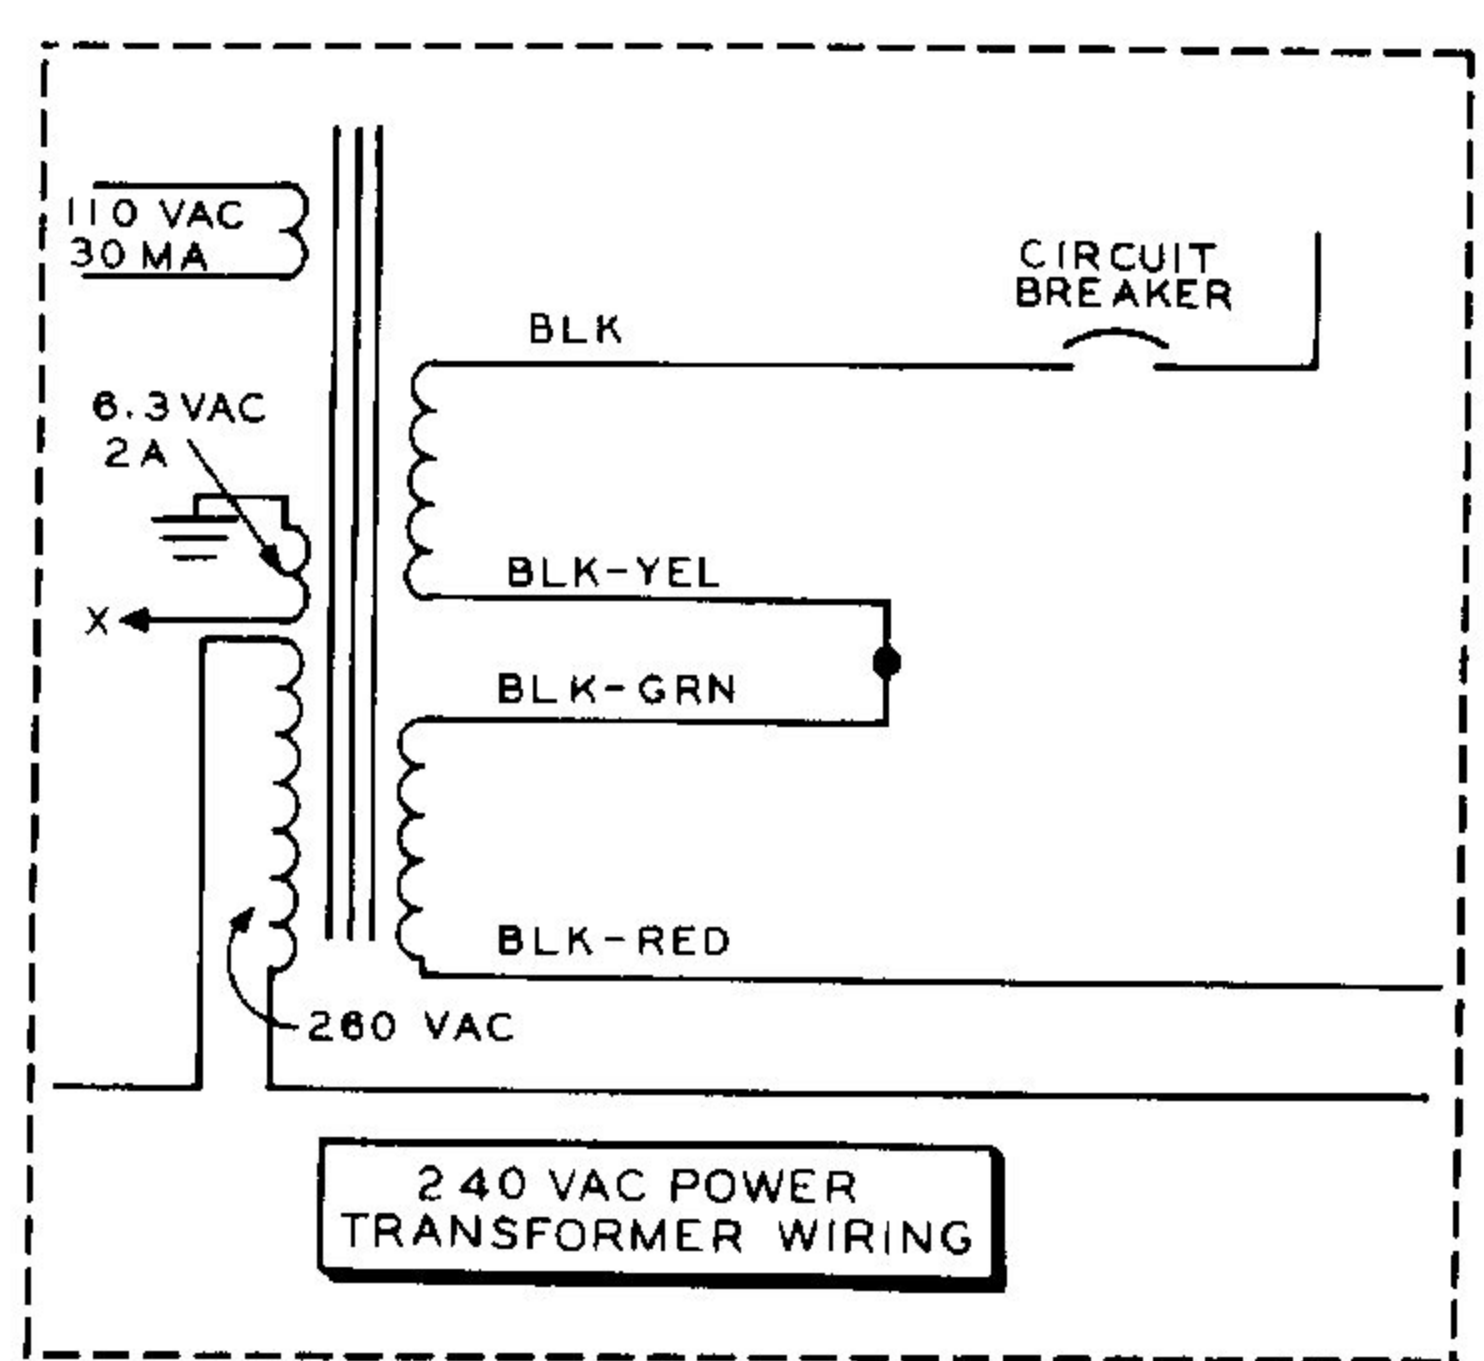 110 VAC
30 MA
CIRCUIT
BREAKER
BLK
6.3 VAC
2 A
BLK-YEL
X
BLK-GRN
BLK-RED
260 VAC
240 VAC POWER
TRANSFORMER WIRING